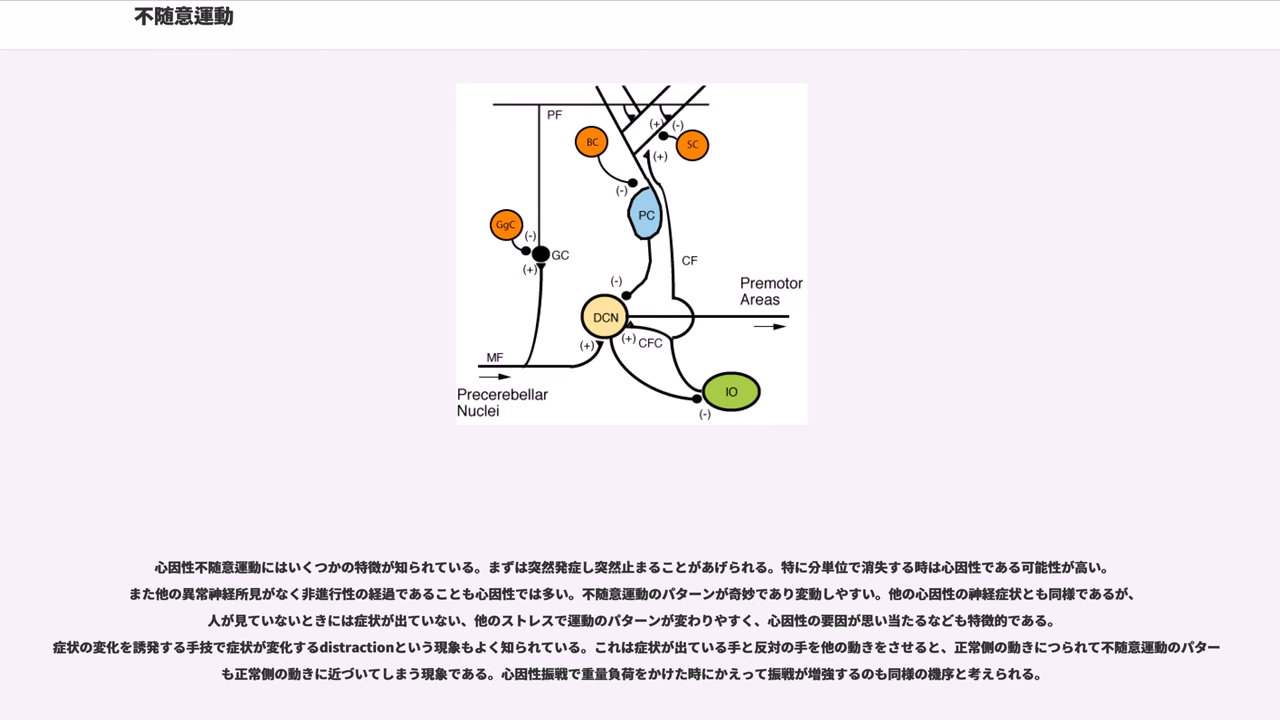 不随意運動
PF
(+)
(-)
BC
SC
(+)
(-)
PC
GgC
(-)
GC
(+)
CF
(-)
Premotor
Areas
DCN
(+)
CFC
(+)
MF
IO
Precerebellar
Nuclei
(-)
心因性不随意運動にはいくつかの特徴が知られている。まずは突然発症し突然止まることがあげられる。特に分単位で消失する時は心因性である可能性が高い。
また他の異常神経所見がなく非進行性の経過であることも心因性では多い。不随意運動のパターンが奇妙であり変動しやすい。他の心因性の神経症状とも同様であるが、
人が見ていないときには症状が出ていない、他のストレスで運動のパターンが変わりやすく、心因性の要因が思い当たるなども特徴的である。
症状の変化を誘発する手技で症状が変化するdistractionという現象もよく知られている。これは症状が出ている手と反対の手を他の動きをさせると、正常側の動きにつられて不随意運動のパター
も正常側の動きに近づいてしまう現象である。心因性振戦で重量負荷をかけた時にかえって振戦が増強するのも同様の機序と考えられる。